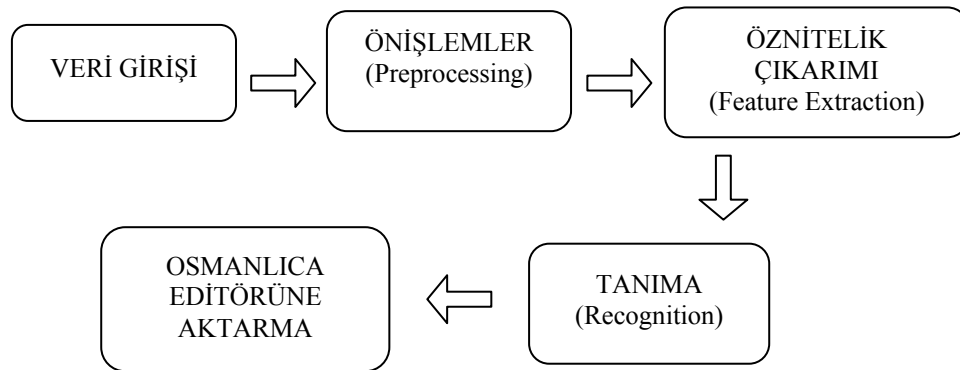 VERİ GİRİŞİ
ÖNİŞLEMLER
(Preprocessing)
ÖZNİTELİK
ÇIKARIMI
(Feature Extraction)
TANIMA
(Recognition)
OSMANLICA
EDİTÖRÜNE
AKTARMA